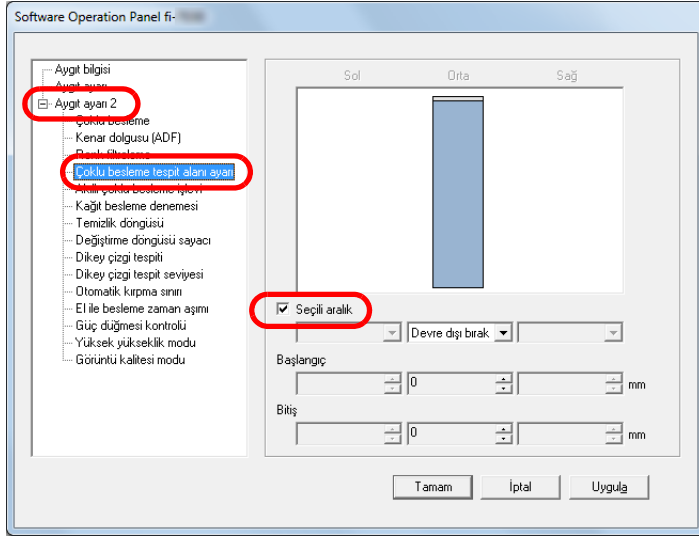 Software Operation Panel fi-
Aygıt bilgisi
Aygıt ayarı
Aygıt ayarı 2
Çoklu besleme
Kenar dolgusu (ADF)
Renk filtreleme
Çoklu besleme tespit alanı ayarı
Akıllı çoklu besleme işlevi
Kağıt besleme denemesi
Temizlik döngüsü
Değiştirme döngüsü sayacı
Dikey çizgi tespiti
Dikey çizgi tespit seviyesi
Otomatik kırpma sınırı
El ile besleme zaman aşımı
Güç düğmesi kontrolü
Yüksek yükseklik modu
Görüntü kalitesi modu
Sol Orta Sağ
Seçili aralık
Devre dışı bırak
Başlangıç
0 mm
Bitiş
0 mm
Tamam İptal Uygula